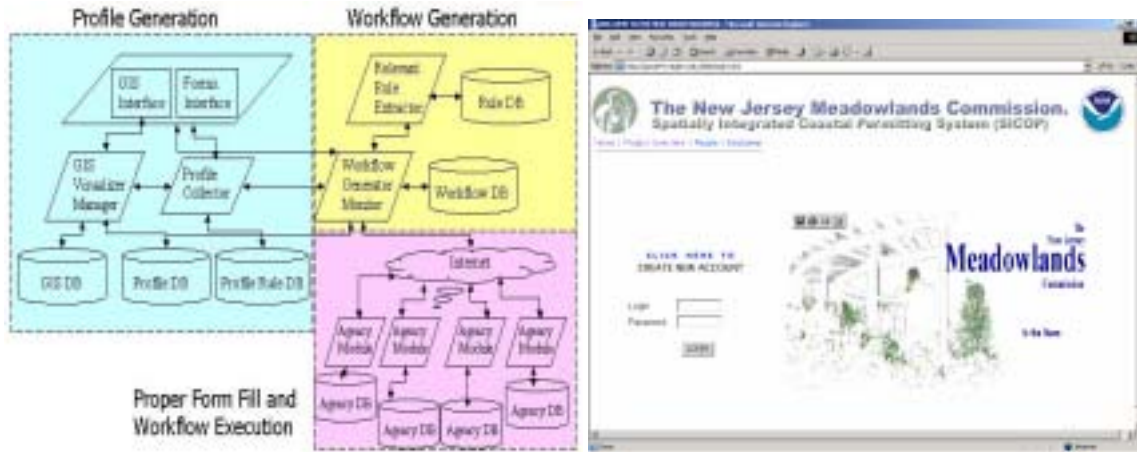 Profile Generation
Workflow Generation
GIS
Interface
Forms
Interface
Relevant
Rule
Extractor
Rule DB
GIS
Visualizer
Manager
Profile
Collector
Workflow
Generator
Monitor
Workflow DB
GIS DB
Profile DB
Profile Rule DB
Internet
Agency
Module
Agency
Module
Agency
Module
Agency
Module
Agency DB
Agency DB
Agency DB
Agency DB
Proper Form Fill and
Workflow Execution
The New Jersey Meadowlands Commission.
Spatially Integrated Coastal Permitting System (SICOP)
CLICK HERE TO
CREATE NEW ACCOUNT
Login
Password
The
New Jersey
Meadowlands
Commission